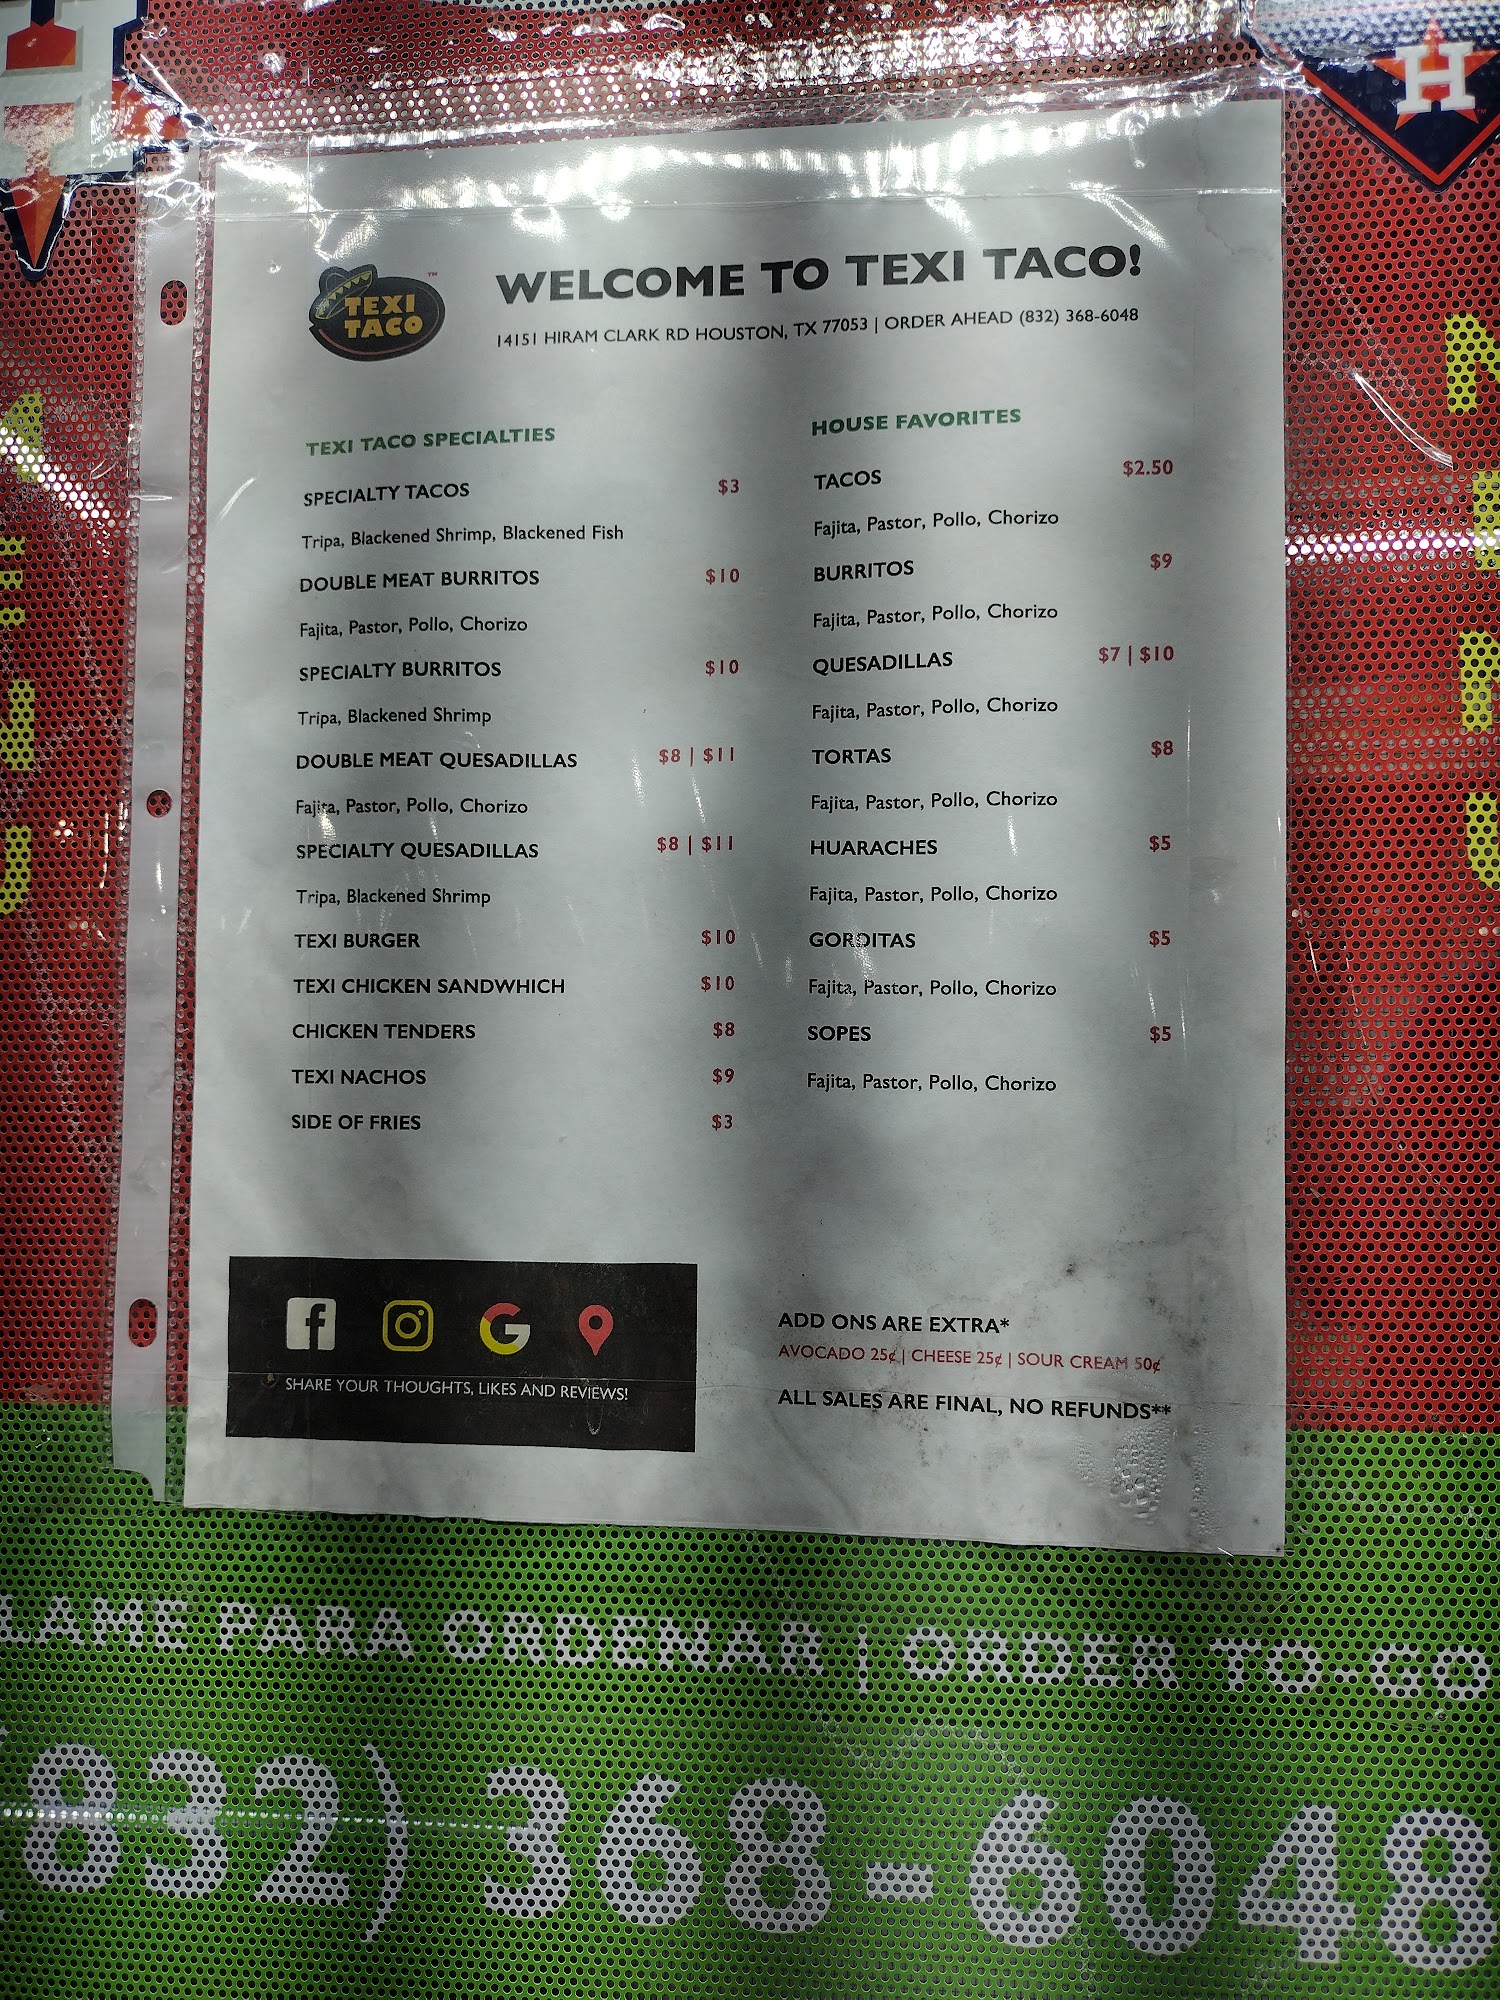 H
TEXI
TACO
™
WELCOME TO TEXI TACO!
14151 HIRAM CLARK RD HOUSTON, TX 77053 | ORDER AHEAD (832) 368-6048
TEXI TACO SPECIALTIES
SPECIALTY TACOS $3
Tripa, Blackened Shrimp, Blackened Fish
DOUBLE MEAT BURRITOS $10
Fajita, Pastor, Pollo, Chorizo
SPECIALTY BURRITOS $10
Tripa, Blackened Shrimp
DOUBLE MEAT QUESADILLAS $8 | $11
Fajita, Pastor, Pollo, Chorizo
SPECIALTY QUESADILLAS $8 | $11
Tripa, Blackened Shrimp
TEXI BURGER $10
TEXI CHICKEN SANDWHICH $10
CHICKEN TENDERS $8
TEXI NACHOS $9
SIDE OF FRIES $3
HOUSE FAVORITES
TACOS $2.50
Fajita, Pastor, Pollo, Chorizo
BURRITOS $9
Fajita, Pastor, Pollo, Chorizo
QUESADILLAS $7 | $10
Fajita, Pastor, Pollo, Chorizo
TORTAS $8
Fajita, Pastor, Pollo, Chorizo
HUARACHES $5
Fajita, Pastor, Pollo, Chorizo
GORDITAS $5
Fajita, Pastor, Pollo, Chorizo
SOPES $5
Fajita, Pastor, Pollo, Chorizo
SHARE YOUR THOUGHTS, LIKES AND REVIEWS!
ADD ONS ARE EXTRA*
AVOCADO 25¢ | CHEESE 25¢ | SOUR CREAM 50¢
ALL SALES ARE FINAL, NO REFUNDS**
LAME PARA ORDENAR | ORDER TO-GO
832) 368-6048